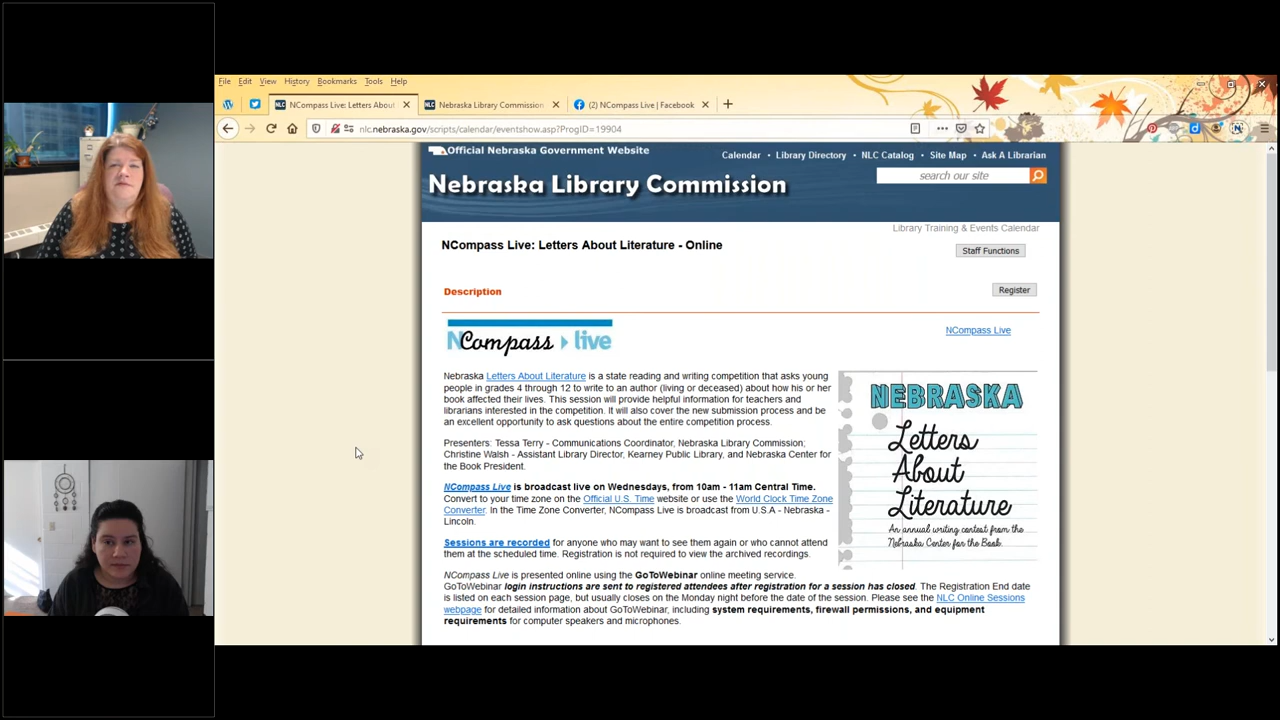 File Edit View History Bookmarks Tools Help
NLC NCompass Live: Letters About
NLC Nebraska Library Commission
(2) NCompass Live | Facebook
nlc.nebraska.gov/scripts/calendar/eventshow.asp?ProgID=19904
Official Nebraska Government Website
Calendar • Library Directory • NLC Catalog • Site Map • Ask A Librarian
Nebraska Library Commission
search our site
Library Training & Events Calendar
NCompass Live: Letters About Literature - Online
Staff Functions
Description
Register
NCompass live
NCompass Live
Nebraska Letters About Literature is a state reading and writing competition that asks young
people in grades 4 through 12 to write to an author (living or deceased) about how his or her
book affected their lives. This session will provide helpful information for teachers and
librarians interested in the competition. It will also cover the new submission process and be
an excellent opportunity to ask questions about the entire competition process.
Presenters: Tessa Terry - Communications Coordinator, Nebraska Library Commission;
Christine Walsh - Assistant Library Director, Kearney Public Library, and Nebraska Center for
the Book President.
NCompass Live is broadcast live on Wednesdays, from 10am - 11am Central Time.
Convert to your time zone on the Official U.S. Time website or use the World Clock Time Zone
Converter. In the Time Zone Converter, NCompass Live is broadcast from U.S.A - Nebraska -
Lincoln.
Sessions are recorded for anyone who may want to see them again or who cannot attend
them at the scheduled time. Registration is not required to view the archived recordings.
NEBRASKA
Letters
About
Literature
An annual writing contest from the
Nebraska Center for the Book.
NCompass Live is presented online using the GoToWebinar online meeting service.
GoToWebinar login instructions are sent to registered attendees after registration for a session has closed. The Registration End date
is listed on each session page, but usually closes on the Monday night before the date of the session. Please see the NLC Online Sessions
webpage for detailed information about GoToWebinar, including system requirements, firewall permissions, and equipment
requirements for computer speakers and microphones.